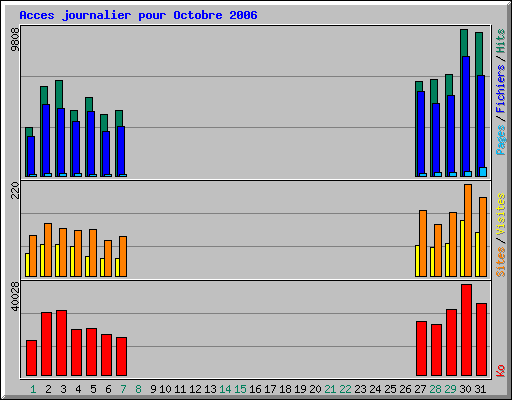 Acces journalier pour Octobre 2006
9808
Pages/Fichiers/Hits
220
Sites/Visites
40028
Ko
1 2 3 4 5 6 7 8 9 10 11 12 13 14 15 16 17 18 19 20 21 22 23 24 25 26 27 28 29 30 31